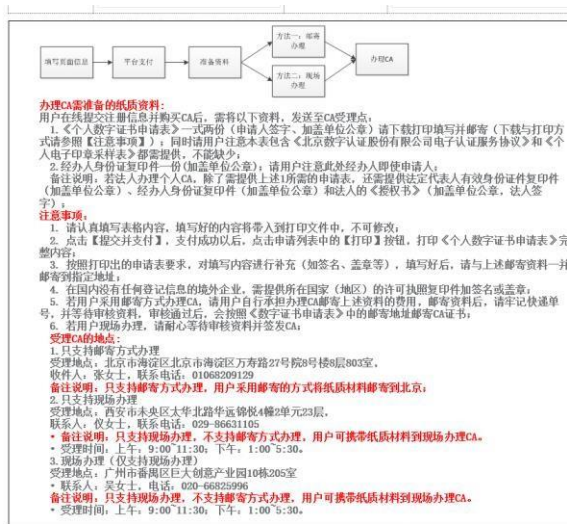 填写页面信息
平台支付
准备资料
方法一：邮寄
办理
方法二：现场
办理
办理CA
办理CA需准备的纸质资料：
用户在线提交注册信息并购买CA后，需将以下资料，发送至CA受理点：
1.《个人数字证书申请表》一式两份（申请人签字、加盖单位公章）请下载打印填写并邮寄（下载与打印方
式请参照【注意事项】）；同时请用户注意本表包含《北京数字认证股份有限公司电子认证服务协议》和《个
人电子印章采样表》都需提供，不能缺少；
2.经办人身份证复印件一份(加盖单位公章)；请用户注意此处经办人即使申请人；
备注说明：若法人办理个人CA，除了需提供上述1所需的申请表，还需提供法定代表人有效身份证件复印件
（加盖单位公章）、经办人身份证复印件（加盖单位公章）和法人的《授权书》（加盖单位公章，法人签
字）；
注意事项：
1. 请认真填写表格内容，填写好的内容将带入到打印文件中，不可修改；
2. 点击【提交并支付】，支付成功以后，点击申请列表中的【打印】按钮，打印《个人数字证书申请表》完
整内容；
3. 按照打印出的申请表要求，对填写内容进行补充（如签名、盖章等），填写好后，请与上述邮寄资料一并
邮寄到指定地址；
4. 在国内没有任何登记信息的境外企业，需提供所在国家（地区）的许可执照复印件加签名或盖章；
5. 若用户采用邮寄方式办理CA，请用户自行承担办理CA邮寄上述资料的费用，邮寄资料后，请牢记快递单
号，并等待审核资料，审核通过后，会按照《数字证书申请表》中的邮寄地址邮寄CA证书；
6. 若用户现场办理，请耐心等待审核资料并签发CA；
受理CA的地点：
1.只支持邮寄方式办理
受理地点：北京市海淀区北京市海淀区万寿路27号院8号楼8层803室，
收件人：张女士，联系电话：01068209129
备注说明：只支持邮寄方式办理，用户采用邮寄的方式将纸质材料邮寄到北京；
2.只支持现场办理
受理地点：西安市未央区太华北路华远锦悦4幢2单元23层，
联系人：仪女士，联系电话：029-86631105
• 备注说明：只支持现场办理，不支持邮寄方式办理，用户可携带纸质材料到现场办理CA。
• 受理时间：上午：9:00~11:30；下午：1:00~5:30。
3.现场办理（仅支持现场办理）
受理地点：广州市番禺区巨大创意产业园10栋205室
• 联系人：吴女士，电话：020-66825996
备注说明：只支持现场办理，不支持邮寄方式办理，用户可携带纸质材料到现场办理CA。
• 受理时间：上午：9:00~11:30；下午：1:00~5:30。